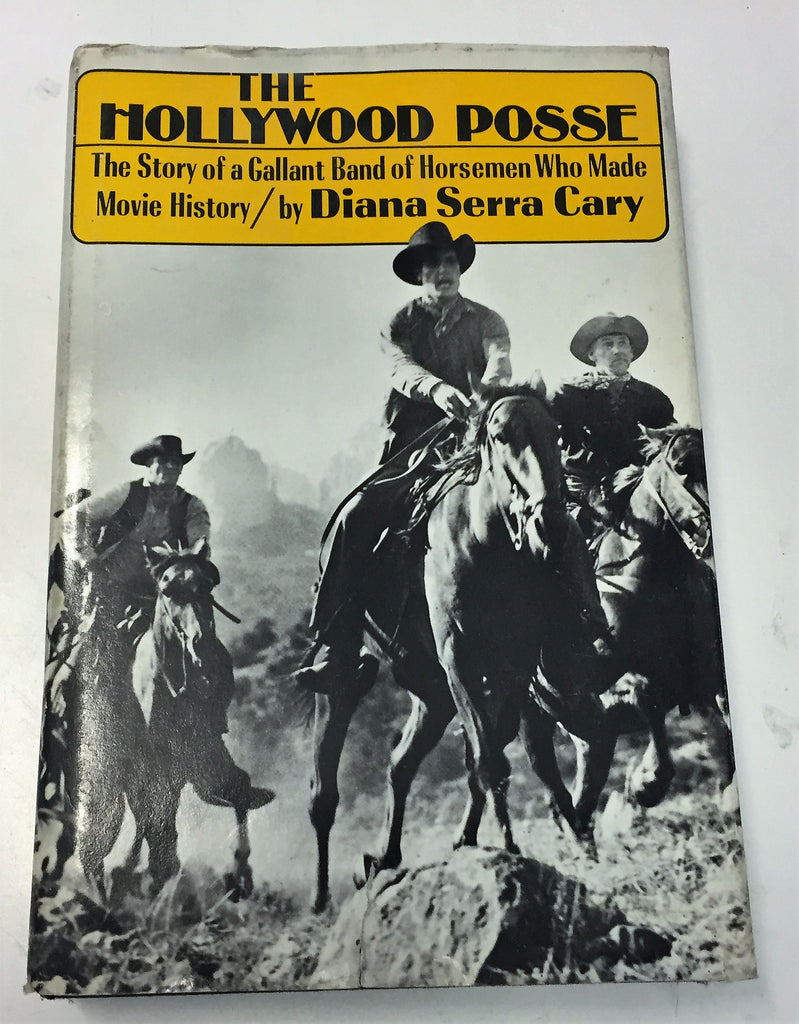 THE
HOLLYWOOD POSSE
The Story of a Gallant Band of Horsemen Who Made
Movie History / by Diana Serra Cary